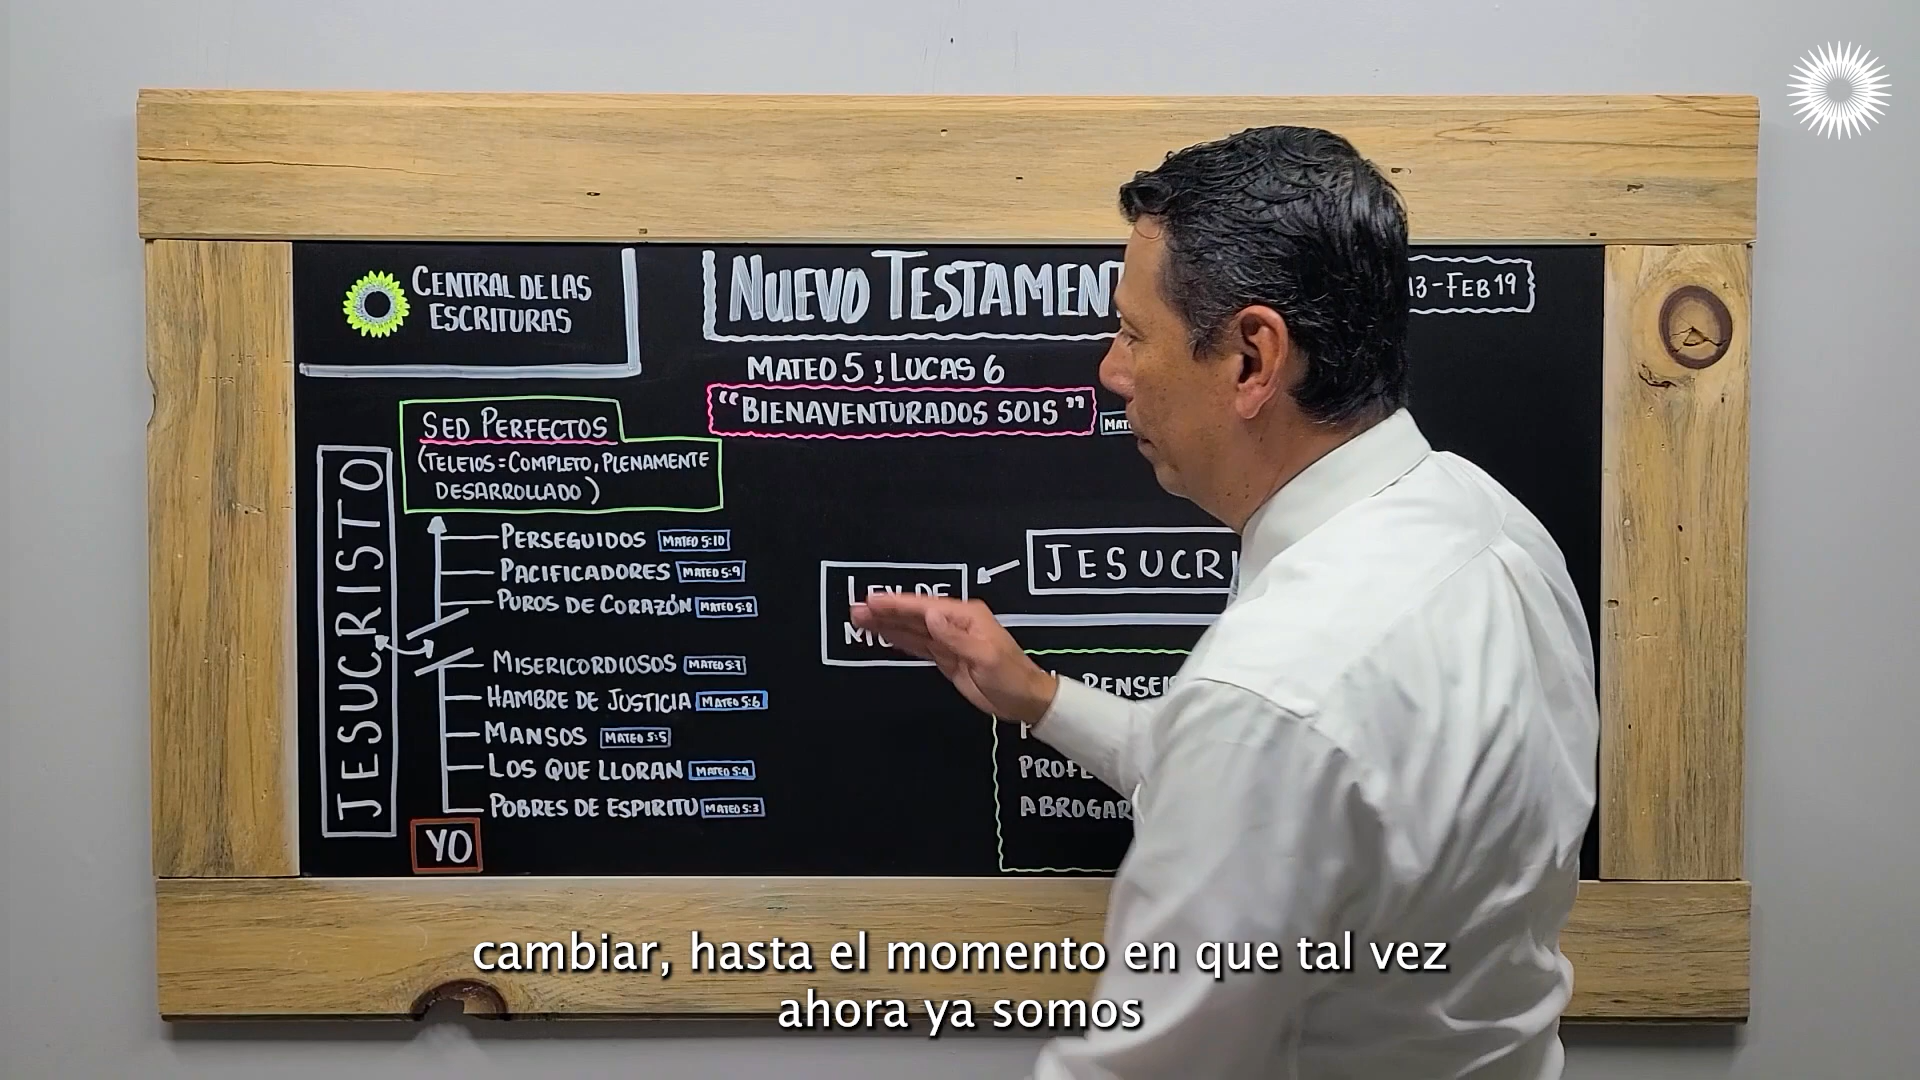 CENTRAL DE LAS
ESCRITURAS
NUEVO TESTAMENT
13-FEB 19
MATEO 5; LUCAS 6
"BIENAVENTURADOS SOIS"
SED PERFECTOS
(TELEIOS=COMPLETO, PLENAMENTE
DESARROLLADO)
JESUCRISTO
PERSEGUIDOS MATEO 5:10
PACIFICADORES MATEO 5:9
PUROS DE CORAZÓN MATEO 5:8
MISERICORDIOSOS MATEO 5:7
HAMBRE DE JUSTICIA MATEO 5:6
MANSOS MATEO 5:5
LOS QUE LLORAN MATEO 5:4
POBRES DE ESPIRITU MATEO 5:3
YO
LEY DE
JESUCRI
PENSEI
PROFE
ABROGAR
cambiar, hasta el momento en que tal vez
ahora ya somos